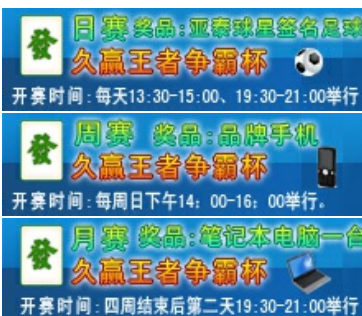 發
日赛 奖品:亚泰球星签名足球
久赢王者争霸杯
开赛时间:每天13:30-15:00、19:30-21:00举行
發
周赛 奖品:品牌手机
久赢王者争霸杯
开赛时间:每周日下午14：00-16：00举行。
發
月赛 奖品:笔记本电脑一台
久赢王者争霸杯
开赛时间:四周结束后第二天19:30-21:00举行